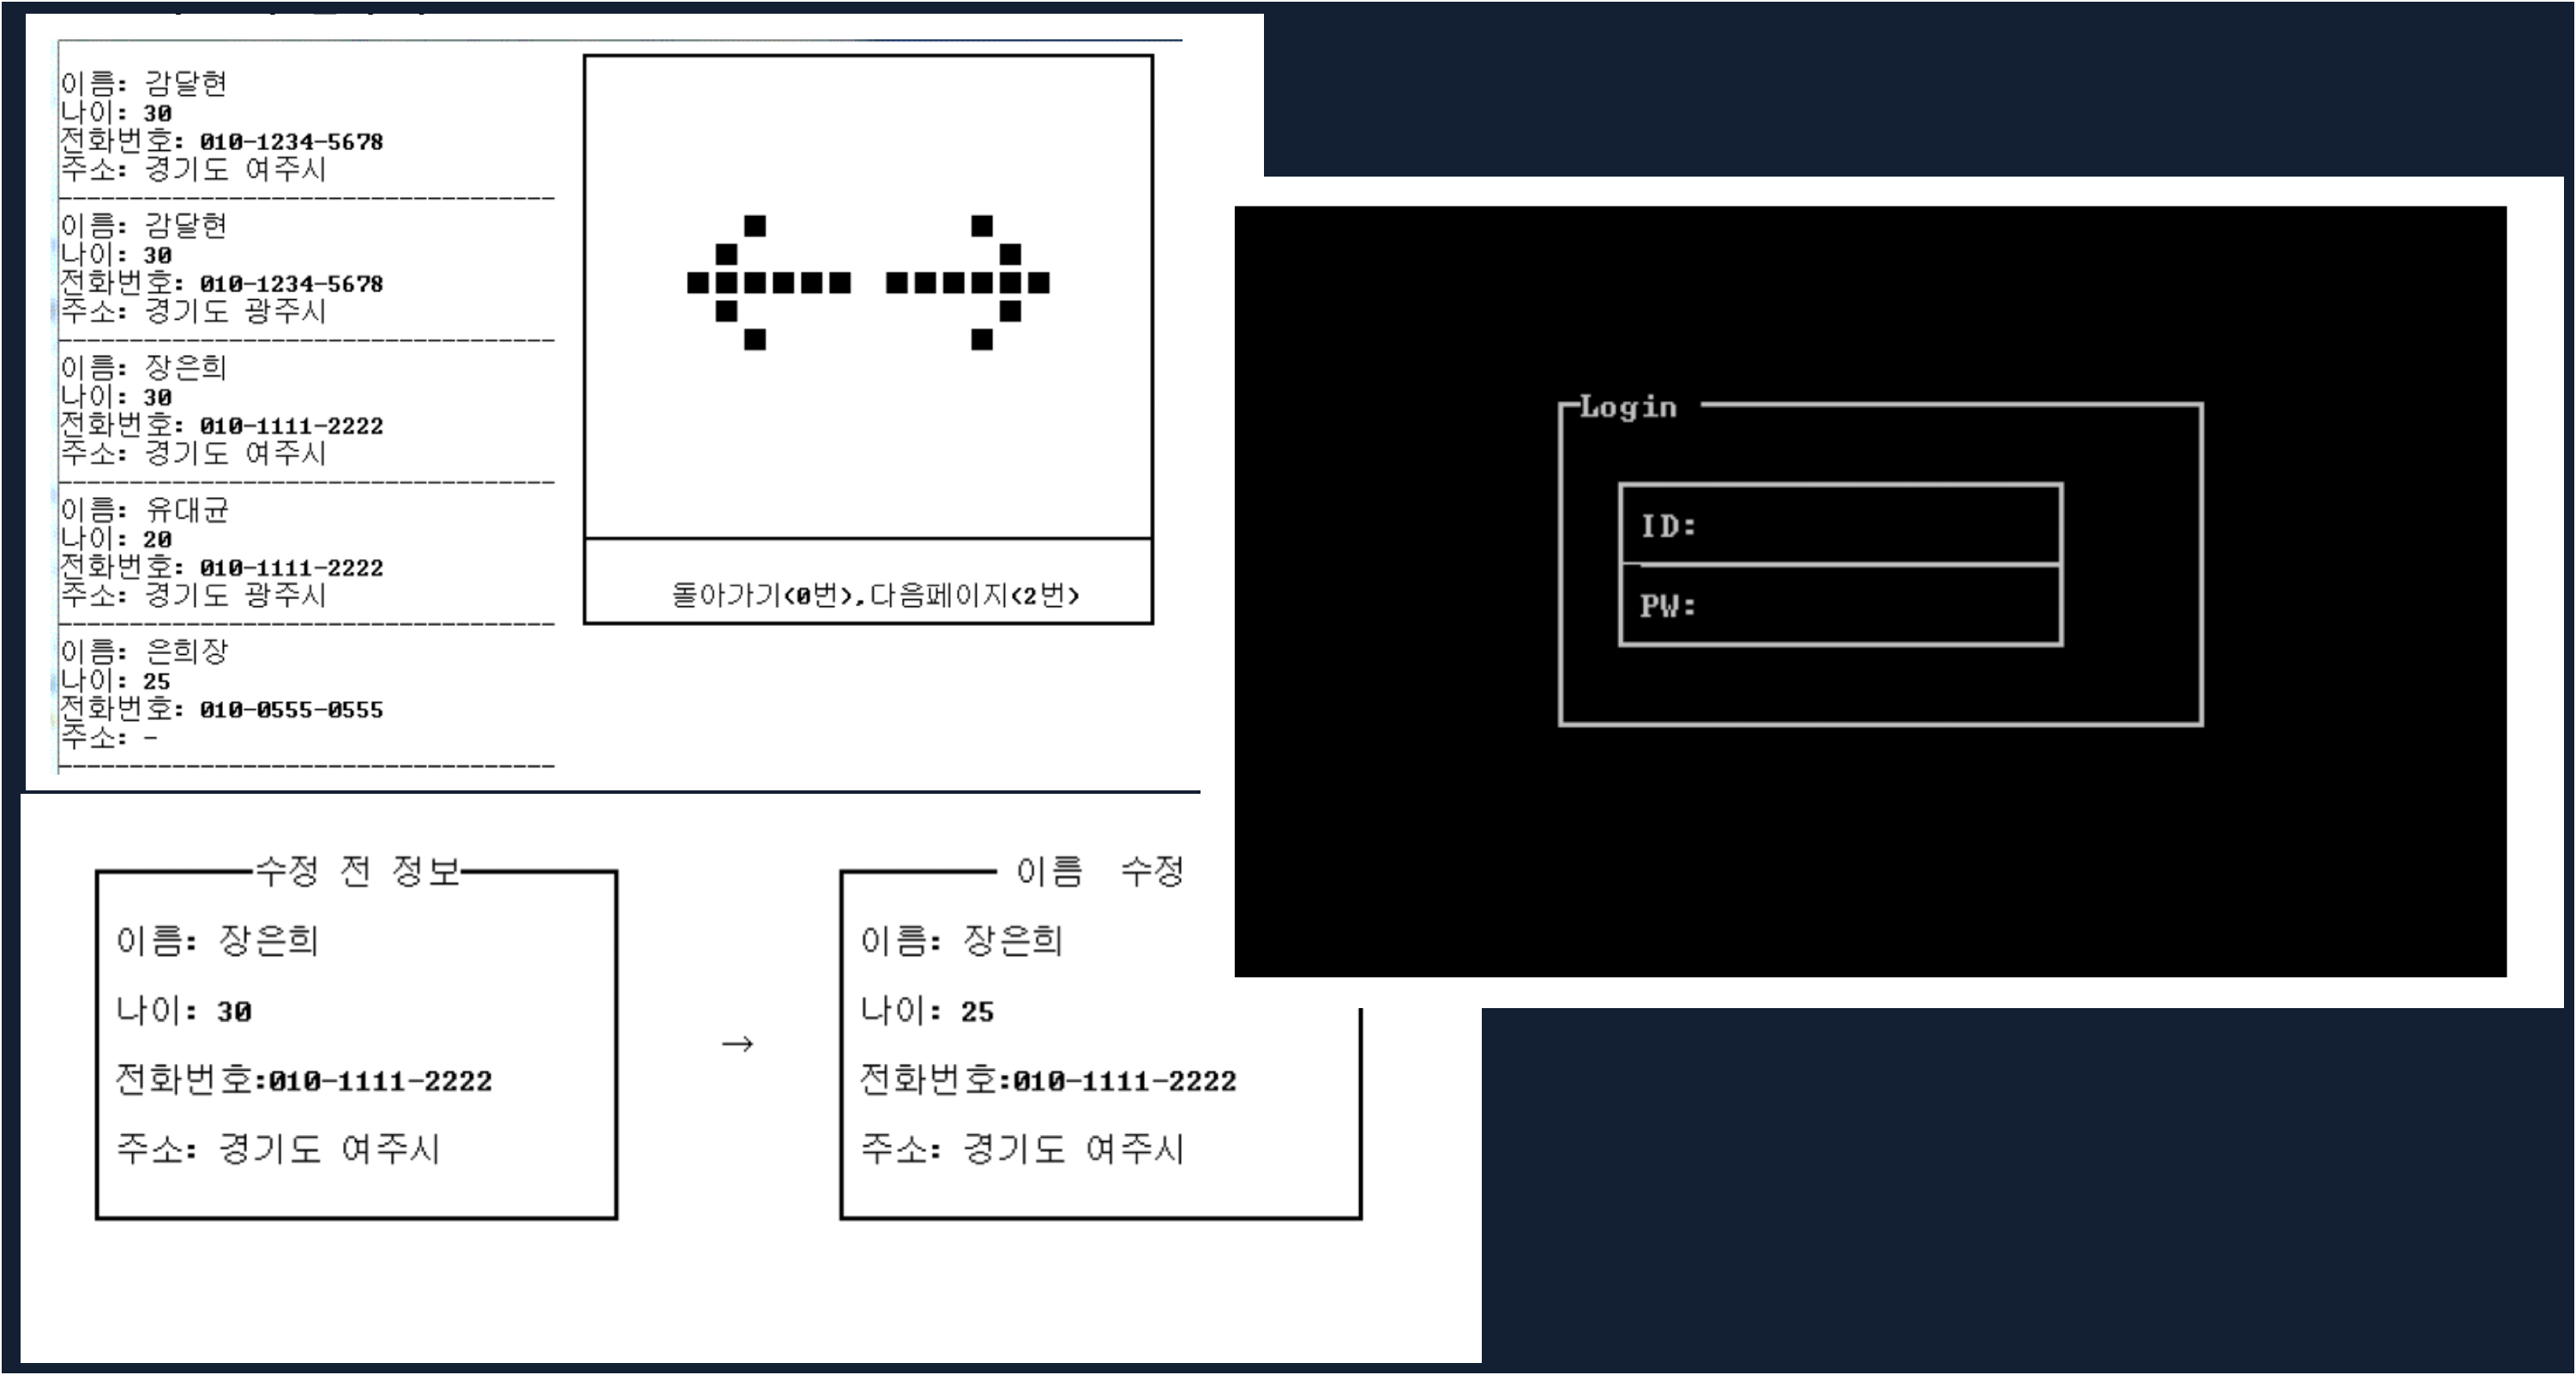 이름: 감달현
나이: 30
전화번호: 010-1234-5678
주소: 경기도 여주시
-----------------------------------
이름: 감달현
나이: 30
전화번호: 010-1234-5678
주소: 경기도 광주시
-----------------------------------
이름: 장은희
나이: 30
전화번호: 010-1111-2222
주소: 경기도 여주시
-----------------------------------
이름: 유대균
나이: 20
전화번호: 010-1111-2222
주소: 경기도 광주시
-----------------------------------
이름: 은희장
나이: 25
전화번호: 010-0555-0555
주소: -
-----------------------------------
돌아가기(0번),다음페이지(2번)
Login
ID:
PW:
수정 전 정보
이름: 장은희
나이: 30
전화번호:010-1111-2222
주소: 경기도 여주시
→
이름 수정
이름: 장은희
나이: 25
전화번호:010-1111-2222
주소: 경기도 여주시